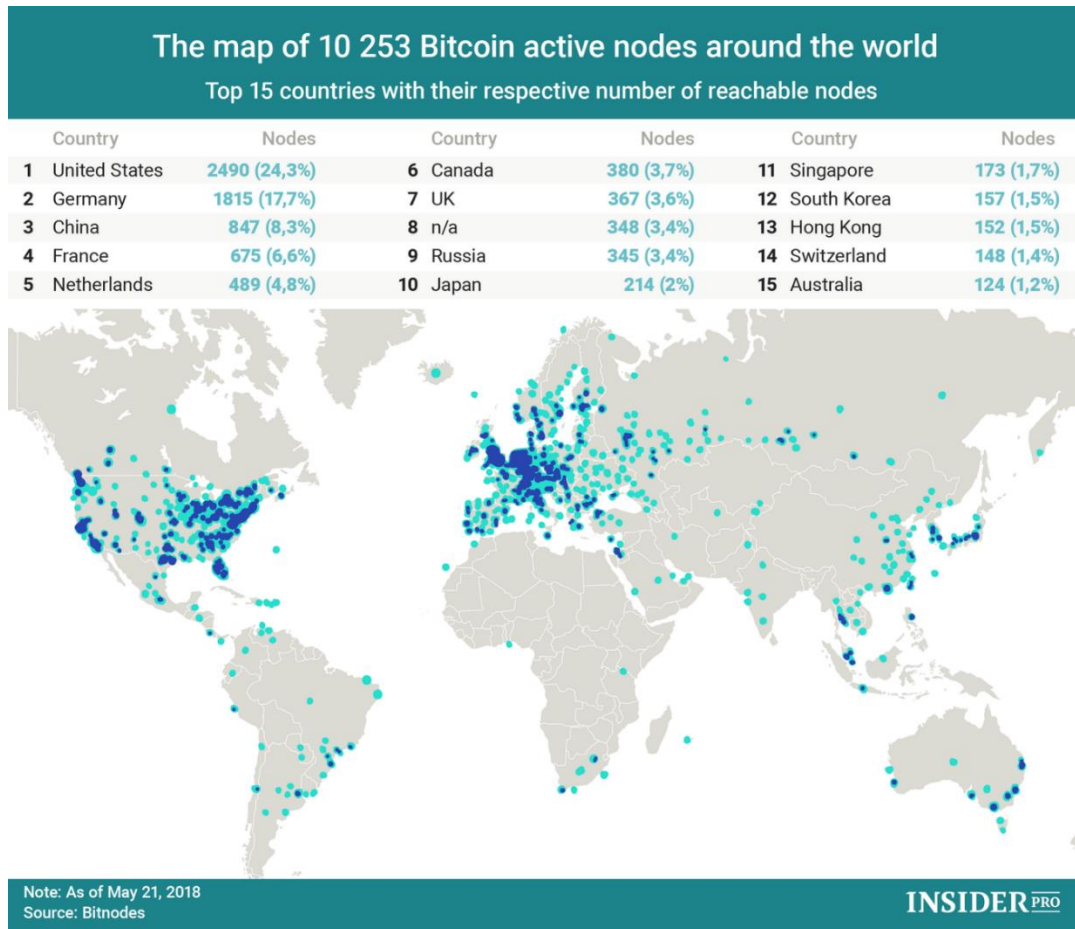 The map of 10 253 Bitcoin active nodes around the world
Top 15 countries with their respective number of reachable nodes
Country Nodes Country Nodes Country Nodes
1 United States 2490 (24,3%) 6 Canada 380 (3,7%) 11 Singapore 173 (1,7%)
2 Germany 1815 (17,7%) 7 UK 367 (3,6%) 12 South Korea 157 (1,5%)
3 China 847 (8,3%) 8 n/a 348 (3,4%) 13 Hong Kong 152 (1,5%)
4 France 675 (6,6%) 9 Russia 345 (3,4%) 14 Switzerland 148 (1,4%)
5 Netherlands 489 (4,8%) 10 Japan 214 (2%) 15 Australia 124 (1,2%)
Note: As of May 21, 2018
Source: Bitnodes
INSIDER PRO